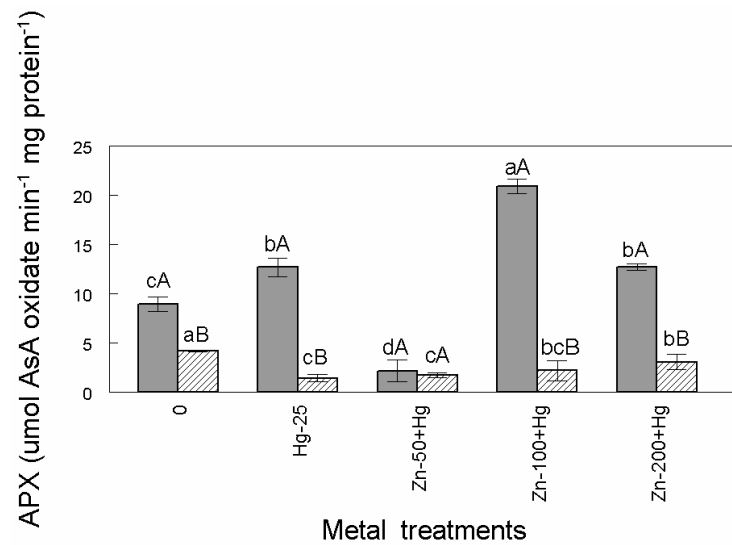 APX (umol AsA oxidate min⁻¹ mg protein⁻¹
25
20
15
10
5
0
cA
aB
bA
cB
dA
cA
aA
bcB
bA
bB
0
Hg-25
Zn-50+Hg
Zn-100+Hg
Zn-200+Hg
Metal treatments